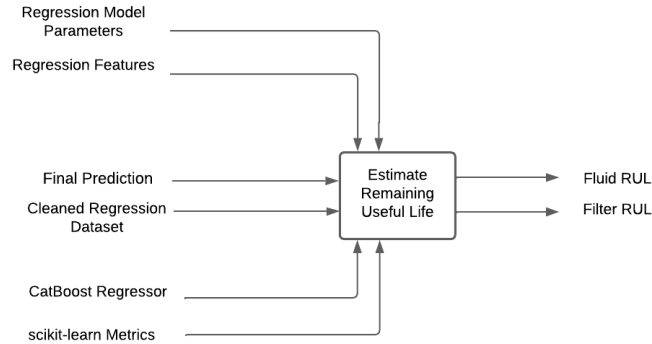 Regression Model
Parameters
Regression Features
Final Prediction
Cleaned Regression
Dataset
CatBoost Regressor
scikit-learn Metrics
Estimate
Remaining
Useful Life
Fluid RUL
Filter RUL